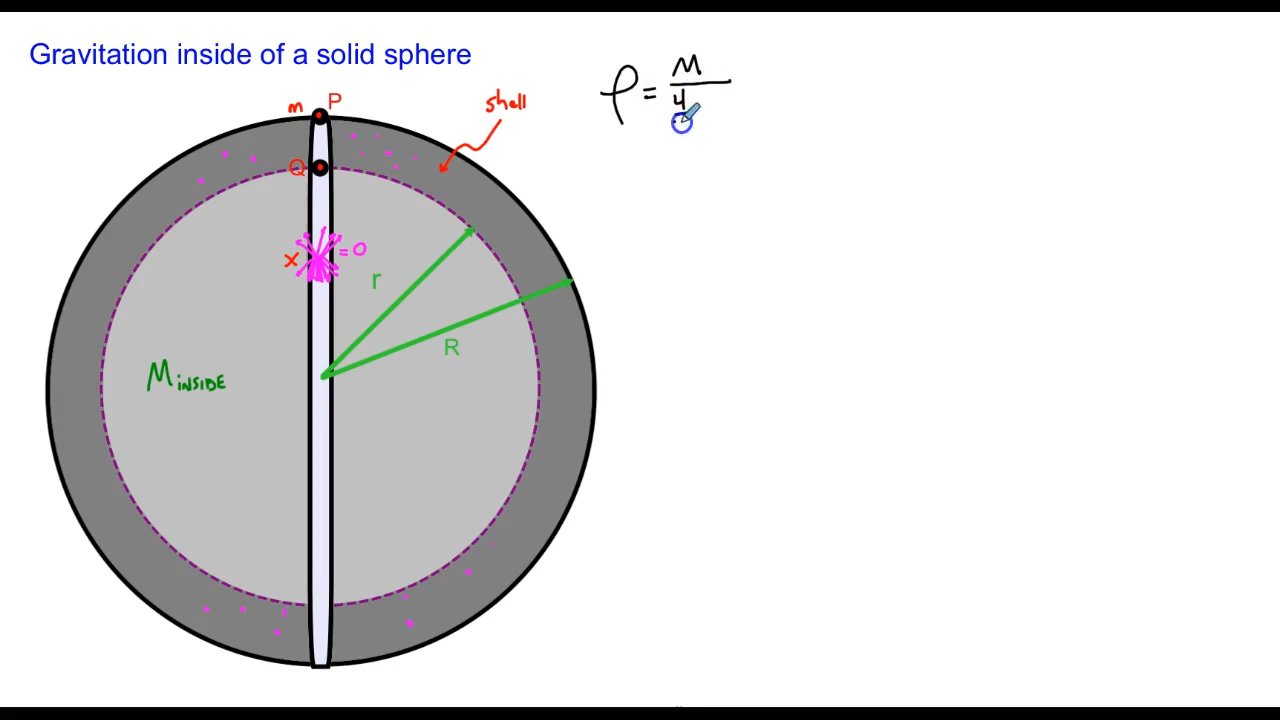 Gravitation inside of a solid sphere
ρ = M
4
m P
shell
Q
x = 0
r
R
M INSIDE